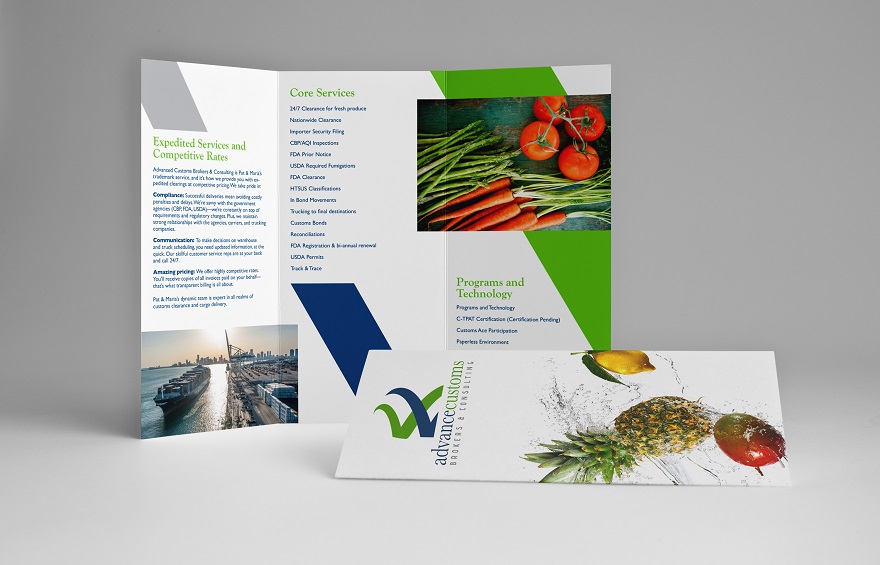 Expedited Services and
Competitive Rates
Advanced Customs Brokers & Consulting is Pat & Maria's
trademark service, and it's how we provide you with ex-
pedited clearings at competitive pricing. We take pride in:
Compliance: Successful deliveries mean avoiding costly
penalties and delays. We're savvy with the government
agencies (CBP, FDA, USDA)—we're constantly on top of
requirements and regulatory changes. Plus, we maintain
strong relationships with the agencies, carriers, and trucking
companies.
Communication: To make decisions on warehouse
and truck scheduling, you need updated information, at the
quick. Our skillful customer service reps are at your beck
and call 24/7.
Amazing pricing: We offer highly competitive rates.
You'll receive copies of all invoices paid on your behalf—
that's what transparent billing is all about.
Pat & Maria's dynamic team is expert in all realms of
customs clearance and cargo delivery.
Core Services
24/7 Clearance for fresh produce
Nationwide Clearance
Importer Security Filing
CBP/AQI Inspections
FDA Prior Notice
USDA Required Fumigations
FDA Clearance
HTSUS Classifications
In Bond Movements
Trucking to final destinations
Customs Bonds
Reconciliations
FDA Registration & bi-annual renewal
USDA Permits
Track & Trace
Programs and
Technology
Programs and Technology
C-TPAT Certification (Certification Pending)
Customs Ace Participation
Paperless Environment
advancecustoms
BROKERS & CONSULTING